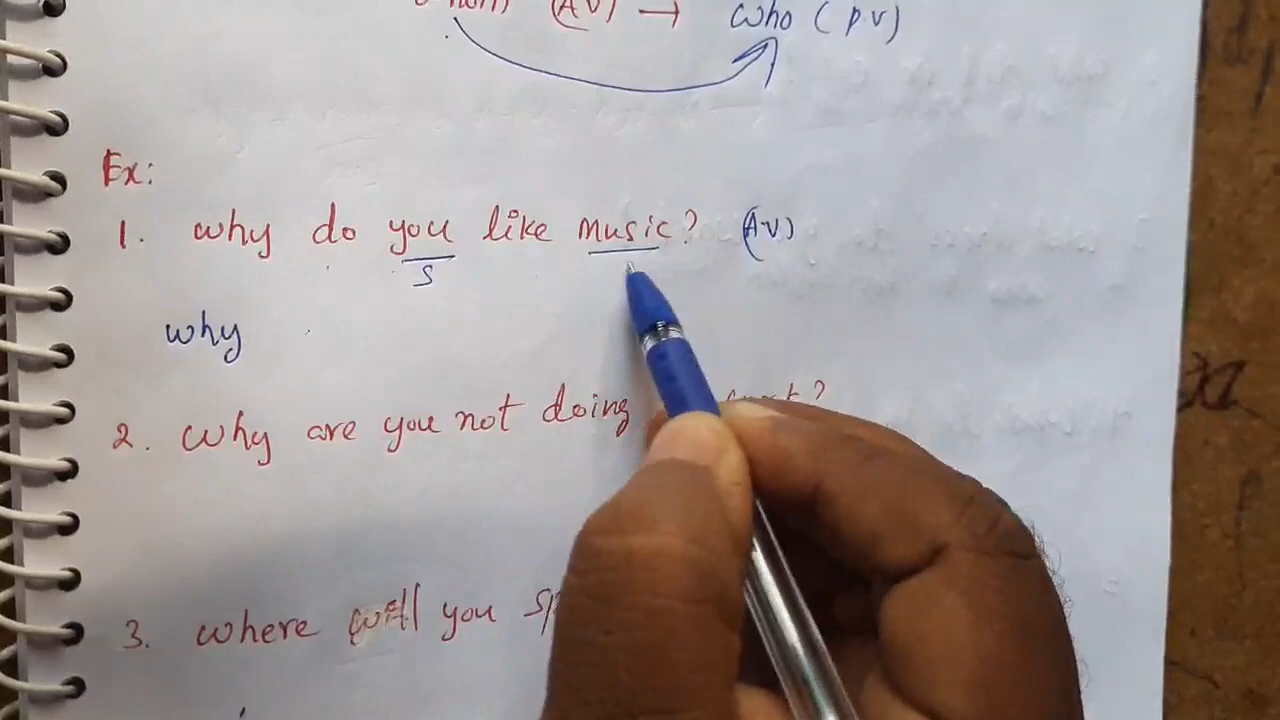 (AV) → who (PV)
Ex:
1. why do you like music? (AV)
S
why
2. why are you not doing
3. where will you